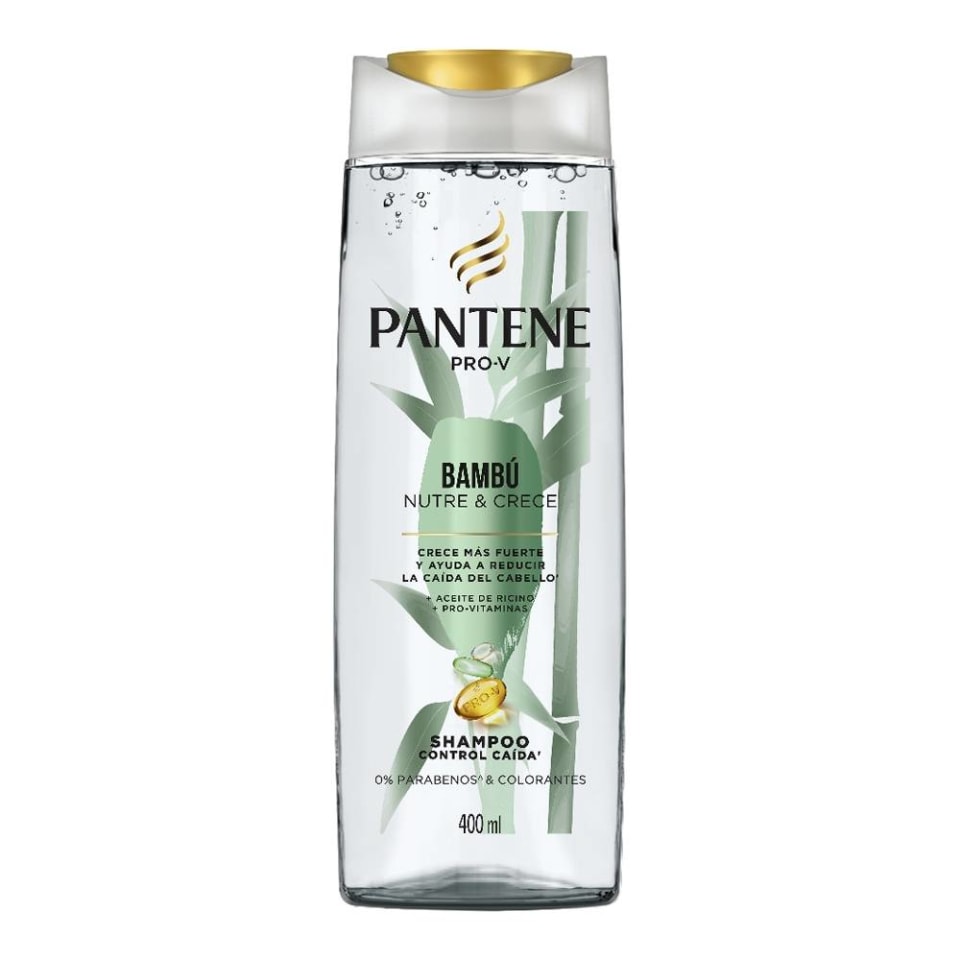 PANTENE
PRO-V
BAMBÚ
NUTRE & CRECE
CRECE MÁS FUERTE
Y AYUDA A REDUCIR
LA CAÍDA DEL CABELLO'
+ ACEITE DE RICINO
+ PRO-VITAMINAS
PRO-V
SHAMPOO
CONTROL CAÍDA'
0% PARABENOS^ & COLORANTES
400 ml